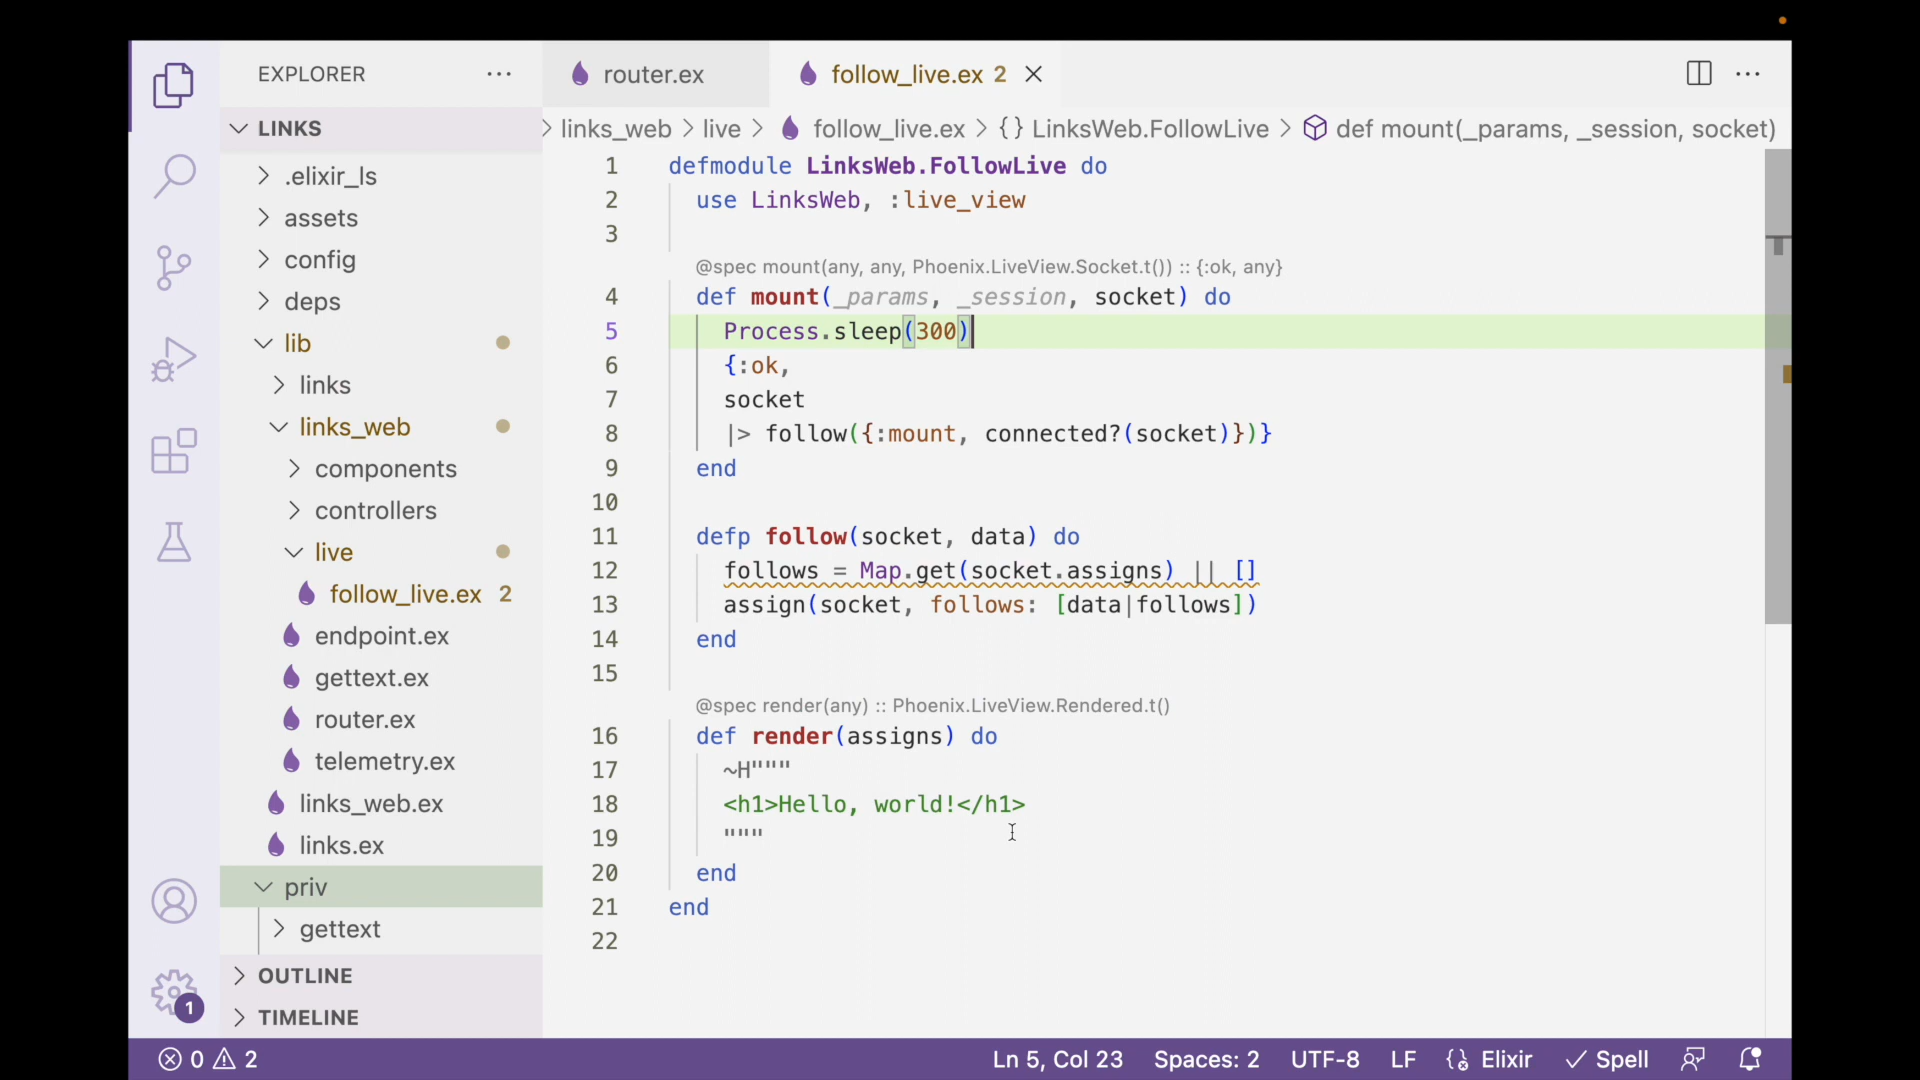 EXPLORER
router.ex
follow_live.ex 2
LINKS
links_web > live > follow_live.ex > {} LinksWeb.FollowLive > def mount(_params, _session, socket)
.elixir_ls
assets
config
deps
lib
links
links_web
components
controllers
live
follow_live.ex 2
endpoint.ex
gettext.ex
router.ex
telemetry.ex
links_web.ex
links.ex
priv
gettext
OUTLINE
TIMELINE
1
1 defmodule LinksWeb.FollowLive do
2 use LinksWeb, :live_view
3
@spec mount(any, any, Phoenix.LiveView.Socket.t()) :: {:ok, any}
4 def mount(_params, _session, socket) do
5 Process.sleep(300)
6 {:ok,
7 socket
8 |> follow({:mount, connected?(socket)})}
9 end
10
11 defp follow(socket, data) do
12 follows = Map.get(socket.assigns) || []
13 assign(socket, follows: [data|follows])
14 end
15
@spec render(any) :: Phoenix.LiveView.Rendered.t()
16 def render(assigns) do
17 ~H"""
18 <h1>Hello, world!</h1>
19 """
20 end
21 end
22
0 2
Ln 5, Col 23 Spaces: 2 UTF-8 LF Elixir Spell